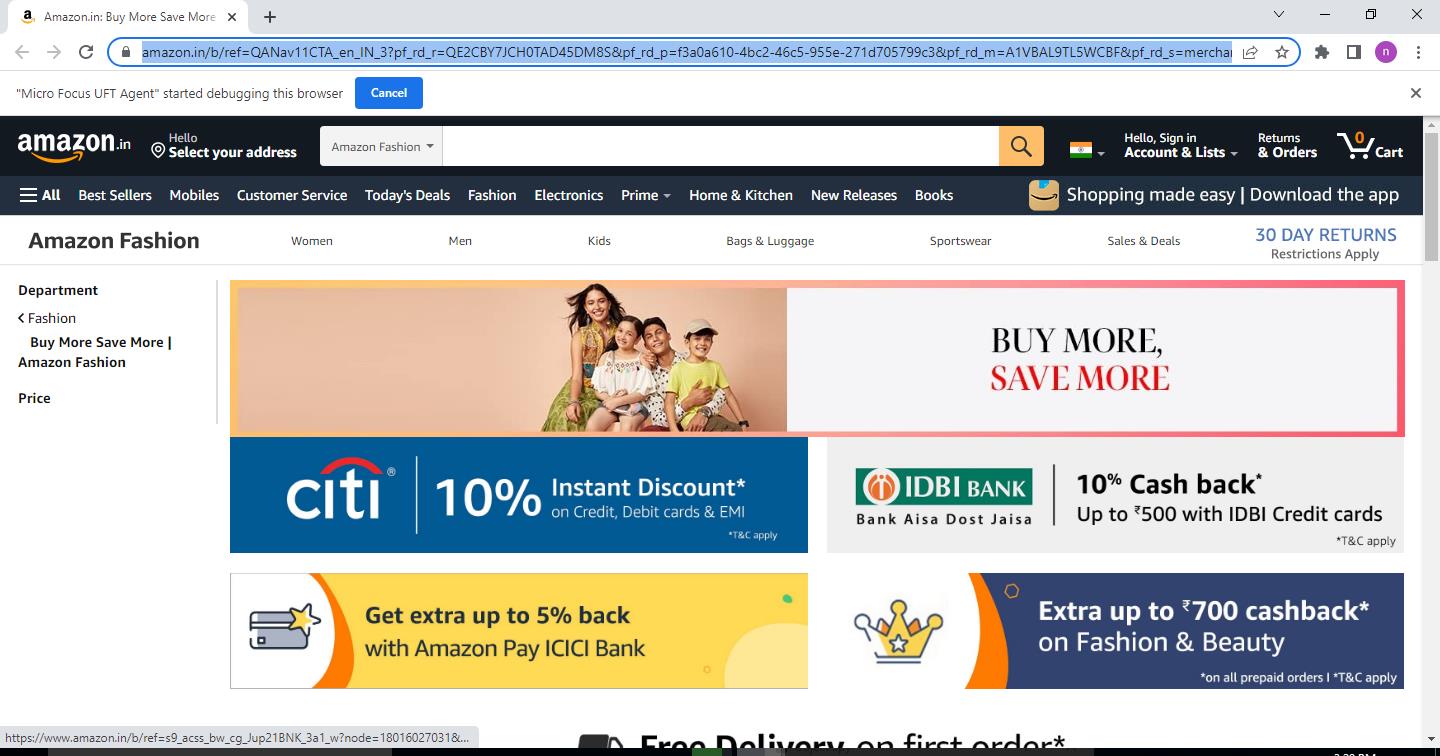 Amazon.in: Buy More Save More
amazon.in/b/ref=QANav11CTA_en_IN_3?pf_rd_r=QE2CBY7JCH0TAD45DM8S&pf_rd_p=f3a0a610-4bc2-46c5-955e-271d705799c3&pf_rd_m=A1VBAL9TL5WCBF&pf_rd_s=merchar
n
"Micro Focus UFT Agent" started debugging this browser
Cancel
amazon.in
Hello
Select your address
Amazon Fashion
Hello, Sign in
Account & Lists
Returns
& Orders
0
Cart
All Best Sellers Mobiles Customer Service Today's Deals Fashion Electronics Prime Home & Kitchen New Releases Books
Shopping made easy | Download the app
Amazon Fashion Women Men Kids Bags & Luggage Sportswear Sales & Deals
30 DAY RETURNS
Restrictions Apply
Department
Fashion
Buy More Save More |
Amazon Fashion
Price
BUY MORE,
SAVE MORE
citi®
10% Instant Discount*
on Credit, Debit cards & EMI
*T&C apply
IDBI BANK
Bank Aisa Dost Jaisa
10% Cash back*
Up to ₹500 with IDBI Credit cards
*T&C apply
Get extra up to 5% back
with Amazon Pay ICICI Bank
Extra up to ₹700 cashback*
on Fashion & Beauty
*on all prepaid orders I *T&C apply
Free Delivery on first order*
https://www.amazon.in/b/ref=s9_acss_bw_cg_Jup21BNK_3a1_w?node=18016027031&...